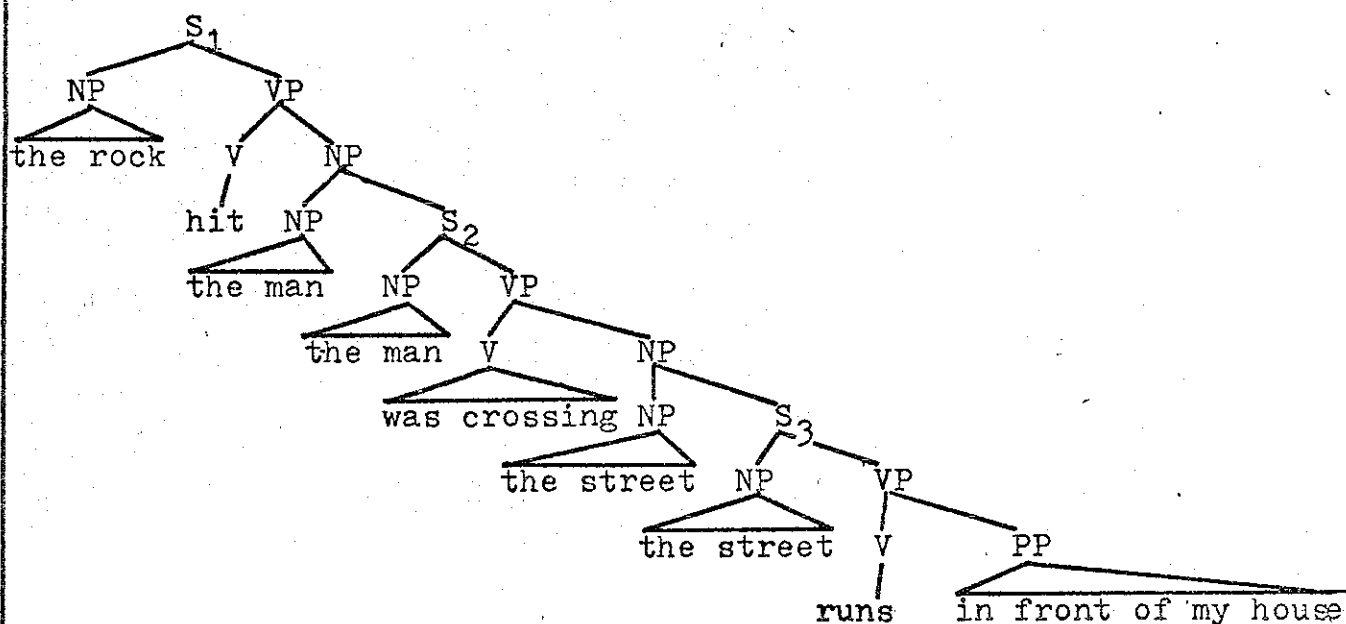 S1
NP VP
the rock V NP
hit NP S2
the man NP VP
the man V NP
was crossing NP S3
the street NP VP
the street V PP
runs in front of my house